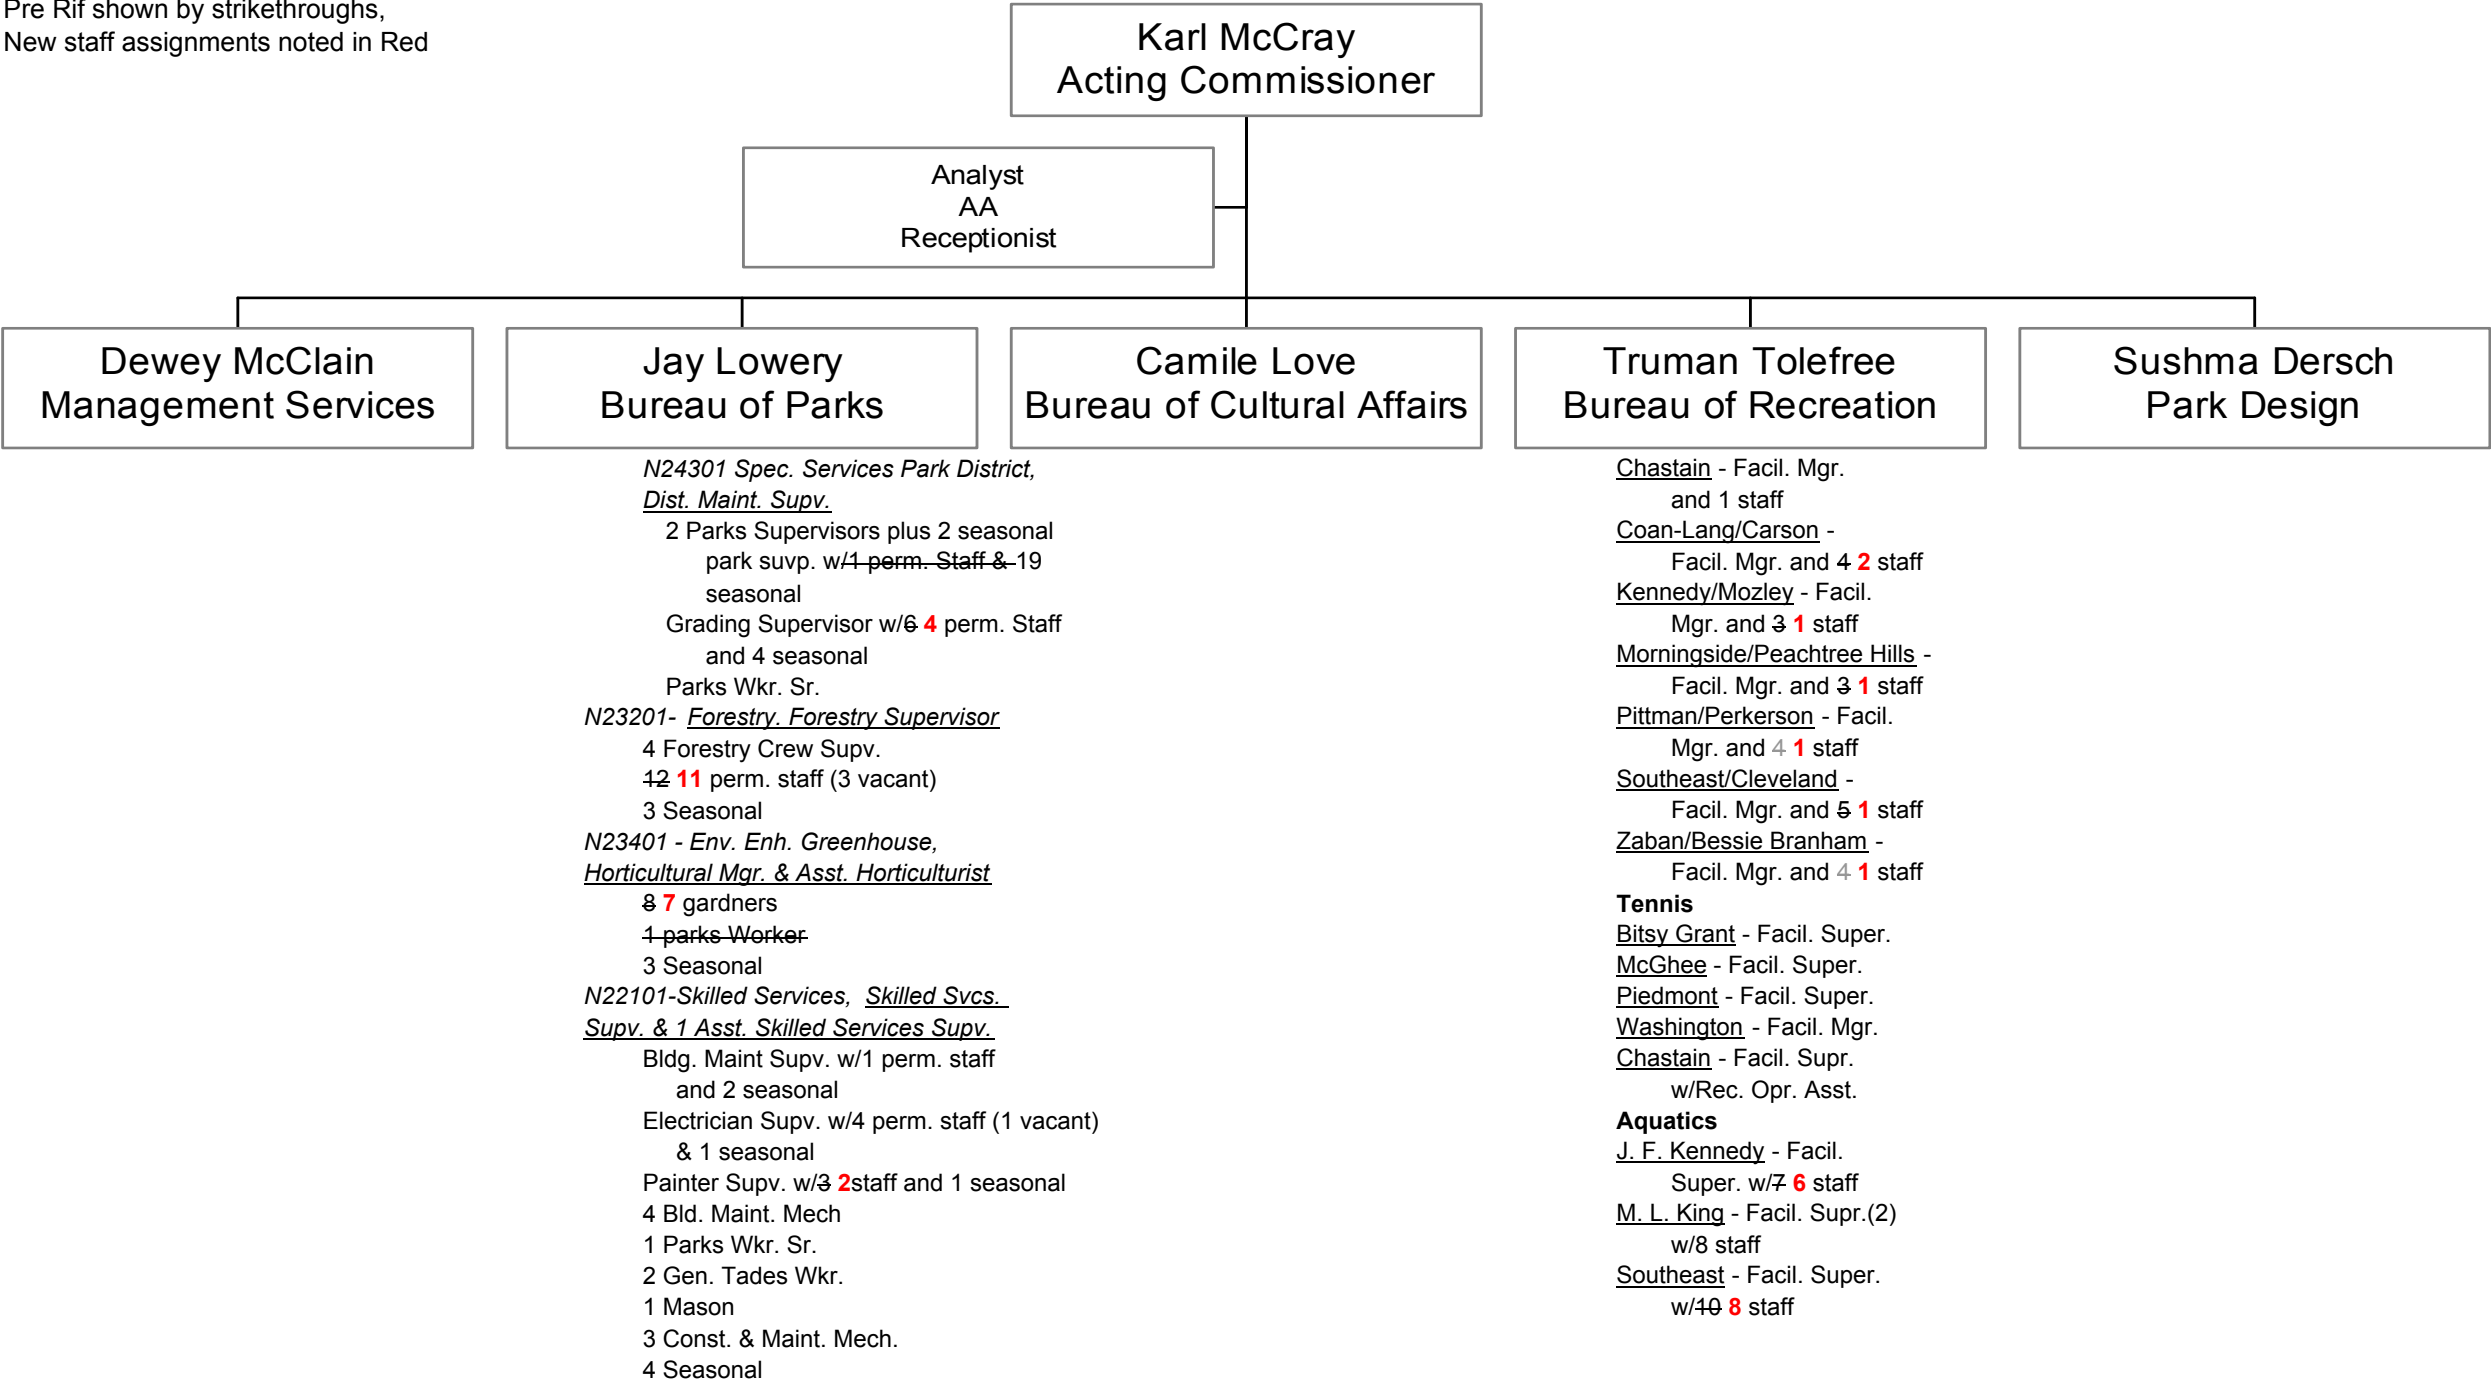 Pre Rif shown by strikethroughs,
New staff assignments noted in Red
Karl McCray
Acting Commissioner
Analyst
AA
Receptionist
Dewey McClain
Management Services
Jay Lowery
Bureau of Parks
Camile Love
Bureau of Cultural Affairs
Truman Tolefree
Bureau of Recreation
Sushma Dersch
Park Design
N24301 Spec. Services Park District,
Dist. Maint. Supv.
2 Parks Supervisors plus 2 seasonal
park suvp. w/1 perm. Staff & 19
seasonal
Grading Supervisor w/6 4 perm. Staff
and 4 seasonal
Parks Wkr. Sr.
N23201- Forestry. Forestry Supervisor
4 Forestry Crew Supv.
12 11 perm. staff (3 vacant)
3 Seasonal
N23401 - Env. Enh. Greenhouse,
Horticultural Mgr. & Asst. Horticulturist
8 7 gardners
1 parks Worker
3 Seasonal
N22101-Skilled Services, Skilled Svcs.
Supv. & 1 Asst. Skilled Services Supv.
Bldg. Maint Supv. w/1 perm. staff
and 2 seasonal
Electrician Supv. w/4 perm. staff (1 vacant)
& 1 seasonal
Painter Supv. w/3 2staff and 1 seasonal
4 Bld. Maint. Mech
1 Parks Wkr. Sr.
2 Gen. Tades Wkr.
1 Mason
3 Const. & Maint. Mech.
4 Seasonal
Chastain - Facil. Mgr.
and 1 staff
Coan-Lang/Carson -
Facil. Mgr. and 4 2 staff
Kennedy/Mozley - Facil.
Mgr. and 3 1 staff
Morningside/Peachtree Hills -
Facil. Mgr. and 3 1 staff
Pittman/Perkerson - Facil.
Mgr. and 4 1 staff
Southeast/Cleveland -
Facil. Mgr. and 5 1 staff
Zaban/Bessie Branham -
Facil. Mgr. and 4 1 staff
Tennis
Bitsy Grant - Facil. Super.
McGhee - Facil. Super.
Piedmont - Facil. Super.
Washington - Facil. Mgr.
Chastain - Facil. Supr.
w/Rec. Opr. Asst.
Aquatics
J. F. Kennedy - Facil.
Super. w/7 6 staff
M. L. King - Facil. Supr.(2)
w/8 staff
Southeast - Facil. Super.
w/10 8 staff